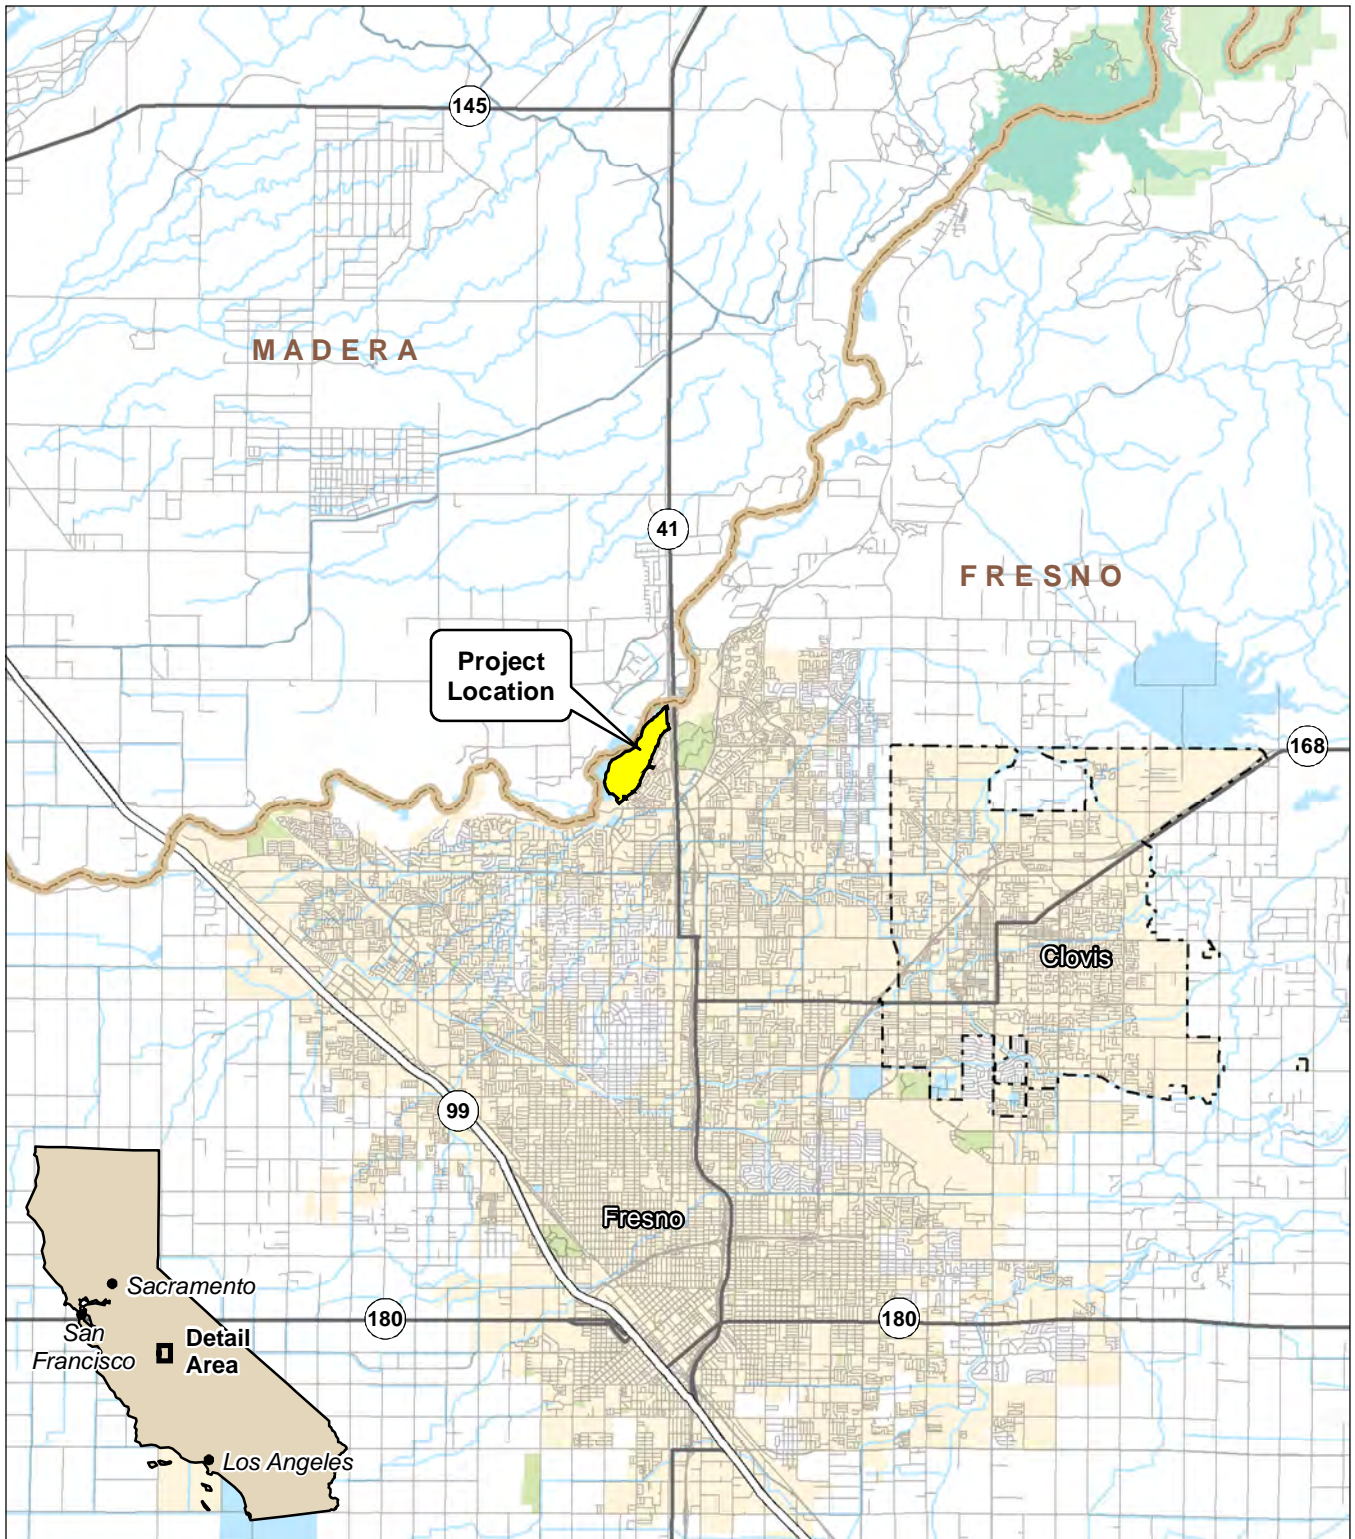 145
MADERA
41
FRESNO
Project
Location
168
Clovis
99
Fresno
Sacramento
180
180
San
Francisco
Detail
Area
Los Angeles